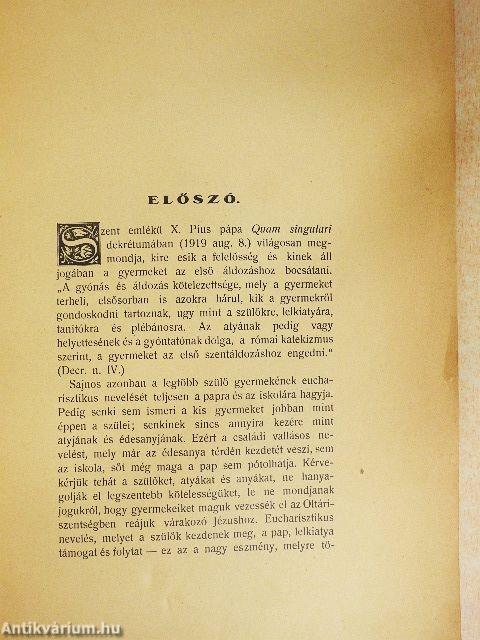 ELŐSZÓ.
Szent emlékű X. Pius pápa Quam singulari
dekrétumában (1919 aug. 8.) világosan meg-
mondja, kire esik a felelősség és kinek áll
jogában a gyermeket az első áldozáshoz bocsátani.
„A gyónás és áldozás kötelezettsége, mely a gyermeket
terheli, elsősorban is azokra hárul, kik a gyermekről
gondoskodni tartoznak, ugy mint a szülőkre, lelkiatyára,
tanítókra és plébánosra. Az atyának pedig vagy
helyettesének és a gyóntatónak dolga, a római katekizmus
szerint, a gyermeket az első szentáldozáshoz engedni."
(Decr. n. IV.)
Sajnos azonban a legtöbb szülő gyermekének eucha-
risztikus nevelését teljesen a papra és az iskolára hagyja.
Pedig senki sem ismeri a kis gyermeket jobban mint
éppen a szülei; senkinek sincs annyira kezére mint
atyjának és édesanyjának. Ezért a családi vallásos ne-
velést, mely már az édesanya térdén kezdetét veszi, sem
az iskola, sőt még maga a pap sem pótolhatja. Kérve-
kérjük tehát a szülőket, atyákat és anyákat, ne hanya-
golják el legszentebb kötelességüket, le ne mondjanak
jogukról, hogy gyermekeiket maguk vezessék el az Oltári-
szentségben reájuk várakozó Jézushoz. Eucharisztikus
nevelés, melyet a szülők kezdenek meg, a pap, lelkiatya
támogat és folytat — ez az a nagy eszmény, melyre tö-
Antikvárium.hu